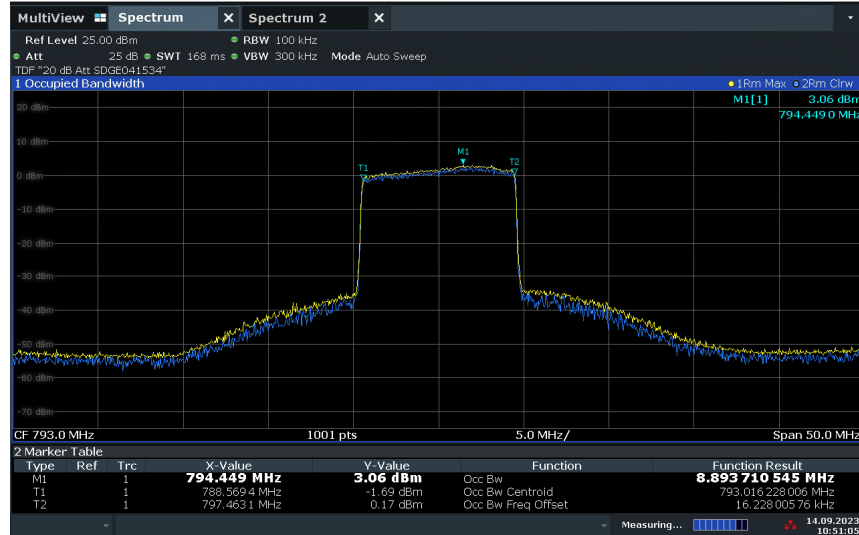 MultiView Spectrum X Spectrum 2 X
Ref Level 25.00 dBm RBW 100 kHz
Att 25 dB SWT 168 ms VBW 300 kHz Mode Auto Sweep
TDF "20 dB Att SDGE041534"
1 Occupied Bandwidth 1Rm Max 2Rm Clrw
M1[1] 3.06 dBm
794.449 0 MHz
20 dBm
10 dBm
M1
T1 T2
0 dBm
-10 dBm
-20 dBm
-30 dBm
-40 dBm
-50 dBm
-60 dBm
-70 dBm
CF 793.0 MHz 1001 pts 5.0 MHz/ Span 50.0 MHz
2 Marker Table
Type Ref Trc X-Value Y-Value Function Function Result
M1 1 794.449 MHz 3.06 dBm Occ Bw 8.893 710 545 MHz
T1 1 788.569 4 MHz -1.69 dBm Occ Bw Centroid 793.016 228 006 MHz
T2 1 797.463 1 MHz 0.17 dBm Occ Bw Freq Offset 16.228 005 76 kHz
Measuring... 14.09.2023
10:51:05